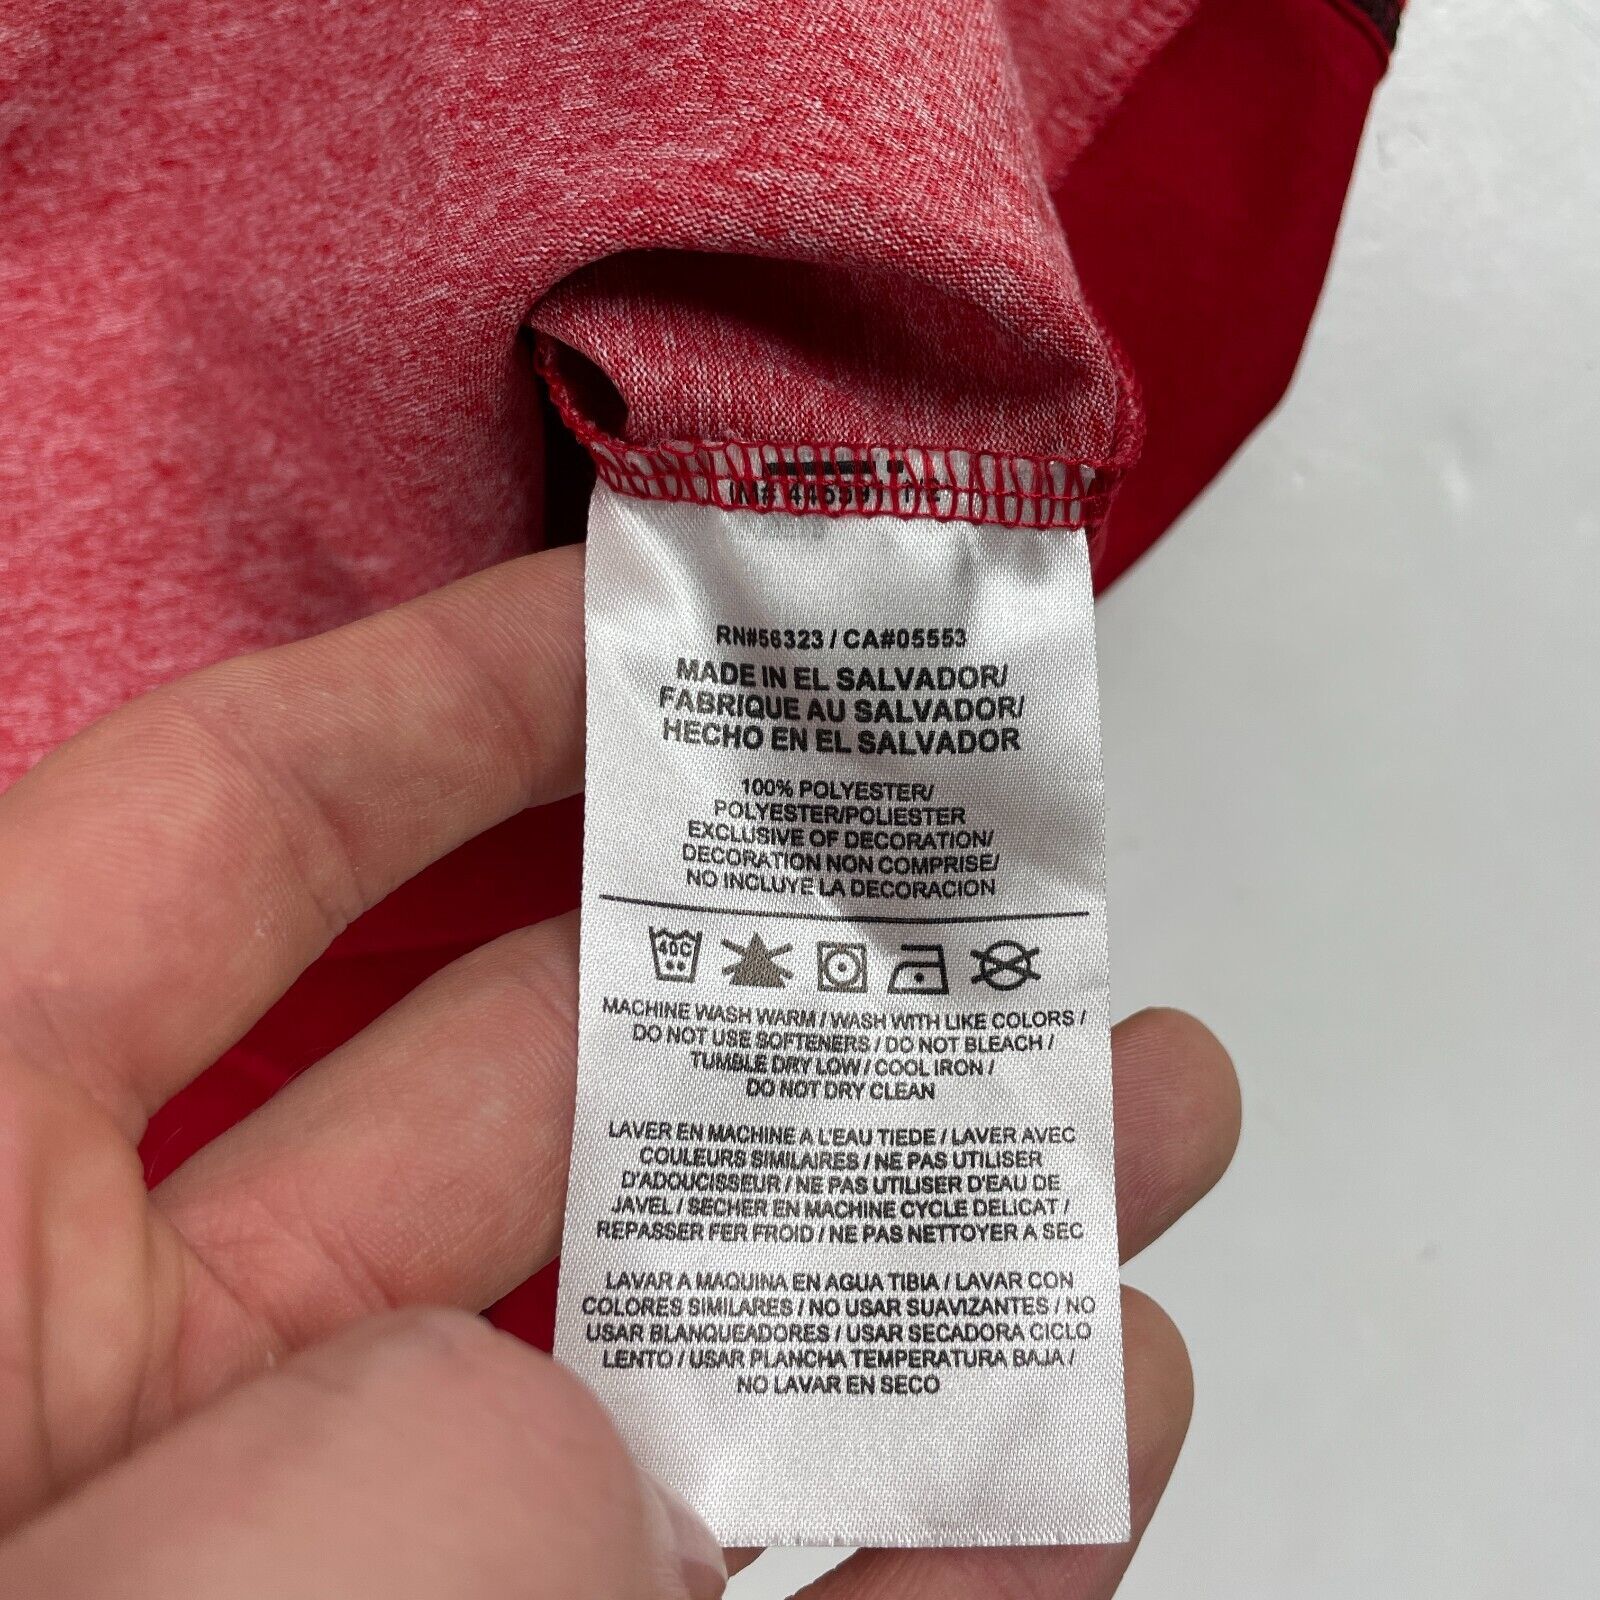 RN#56323 / CA#05553
MADE IN EL SALVADOR/
FABRIQUE AU SALVADOR/
HECHO EN EL SALVADOR
100% POLYESTER/
POLYESTER/POLIESTER
EXCLUSIVE OF DECORATION/
DECORATION NON COMPRISE/
NO INCLUYE LA DECORACION
40C
MACHINE WASH WARM / WASH WITH LIKE COLORS /
DO NOT USE SOFTENERS / DO NOT BLEACH /
TUMBLE DRY LOW / COOL IRON /
DO NOT DRY CLEAN
LAVER EN MACHINE A L'EAU TIEDE / LAVER AVEC
COULEURS SIMILAIRES / NE PAS UTILISER
D'ADOUCISSEUR / NE PAS UTILISER D'EAU DE
JAVEL / SECHER EN MACHINE CYCLE DELICAT /
REPASSER FER FROID / NE PAS NETTOYER A SEC
LAVAR A MAQUINA EN AGUA TIBIA / LAVAR CON
COLORES SIMILARES / NO USAR SUAVIZANTES / NO
USAR BLANQUEADORES / USAR SECADORA CICLO
LENTO / USAR PLANCHA TEMPERATURA BAJA /
NO LAVAR EN SECO